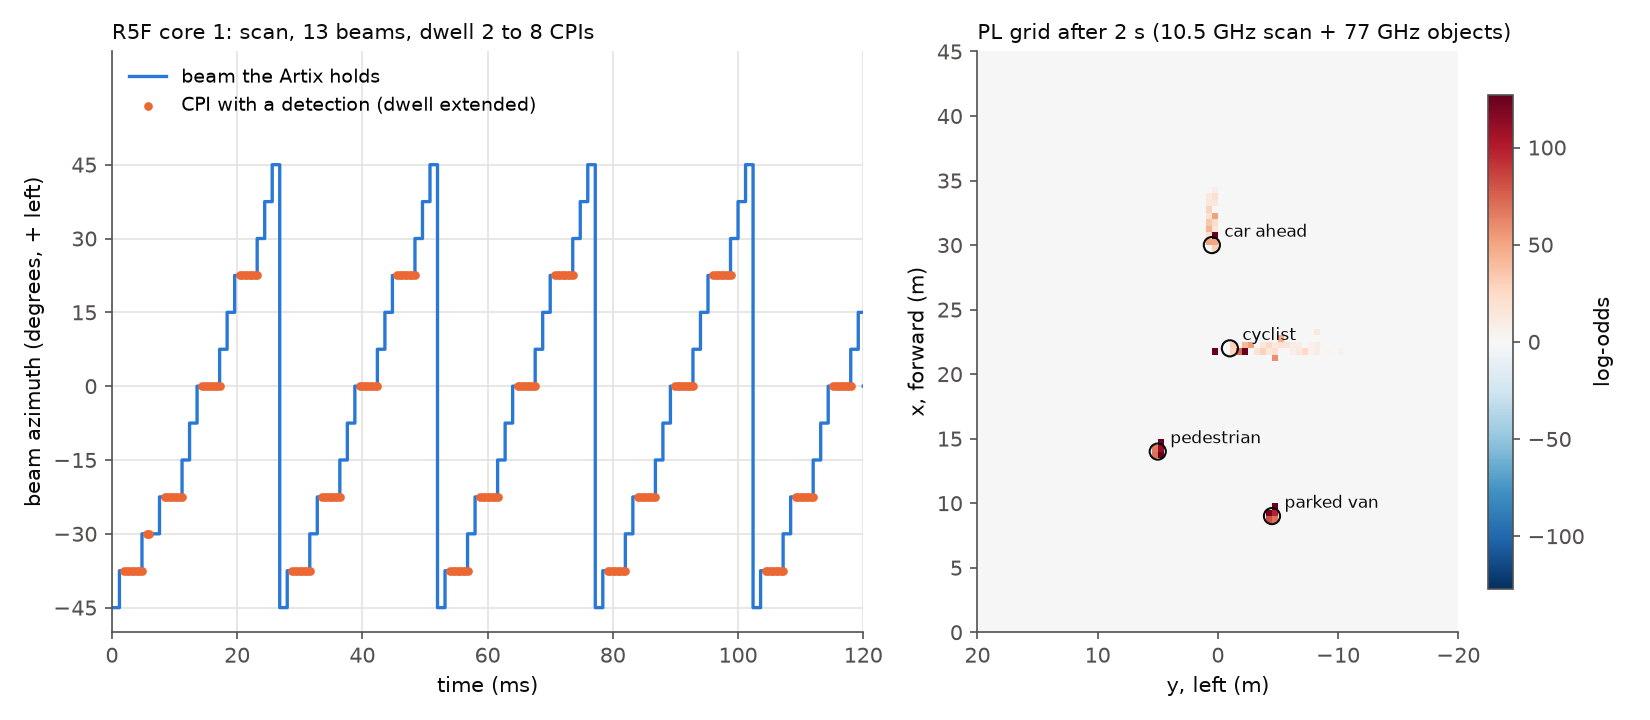 R5F core 1: scan, 13 beams, dwell 2 to 8 CPIs
beam the Artix holds
CPI with a detection (dwell extended)
45
30
15
0
−15
−30
−45
beam azimuth (degrees, + left)
0
20
40
60
80
100
120
time (ms)
PL grid after 2 s (10.5 GHz scan + 77 GHz objects)
45
40
35
30
25
20
15
10
5
0
x, forward (m)
car ahead
cyclist
pedestrian
parked van
20
10
0
−10
−20
y, left (m)
100
50
0
−50
−100
log-odds